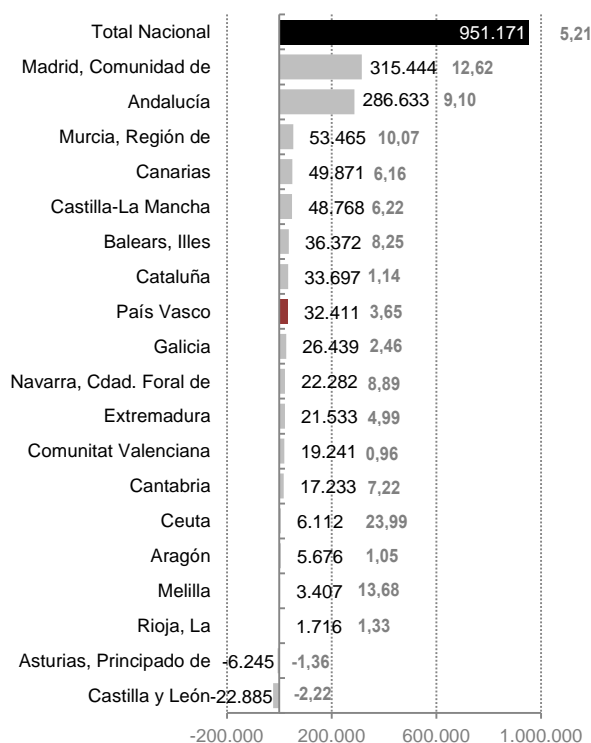 Total Nacional 951.171 5,21
Madrid, Comunidad de 315.444 12,62
Andalucía 286.633 9,10
Murcia, Región de 53.465 10,07
Canarias 49.871 6,16
Castilla-La Mancha 48.768 6,22
Balears, Illes 36.372 8,25
Cataluña 33.697 1,14
País Vasco 32.411 3,65
Galicia 26.439 2,46
Navarra, Cdad. Foral de 22.282 8,89
Extremadura 21.533 4,99
Comunitat Valenciana 19.241 0,96
Cantabria 17.233 7,22
Ceuta 6.112 23,99
Aragón 5.676 1,05
Melilla 3.407 13,68
Rioja, La 1.716 1,33
Asturias, Principado de -6.245 -1,36
Castilla y León -22.885 -2,22
-200.000 200.000 600.000 1.000.000